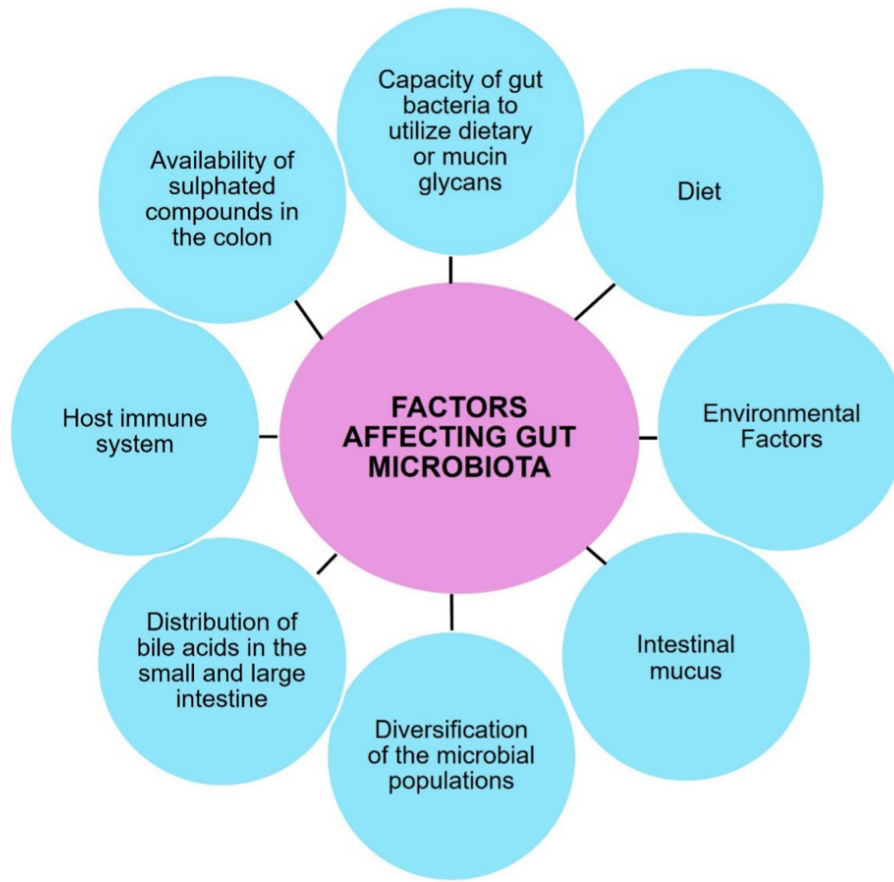 Capacity of gut
bacteria to
utilize dietary
or mucin
glycans
Diet
Environmental
Factors
Intestinal
mucus
Diversification
of the microbial
populations
Distribution of
bile acids in the
small and large
intestine
Host immune
system
Availability of
sulphated
compounds in
the colon
FACTORS
AFFECTING GUT
MICROBIOTA